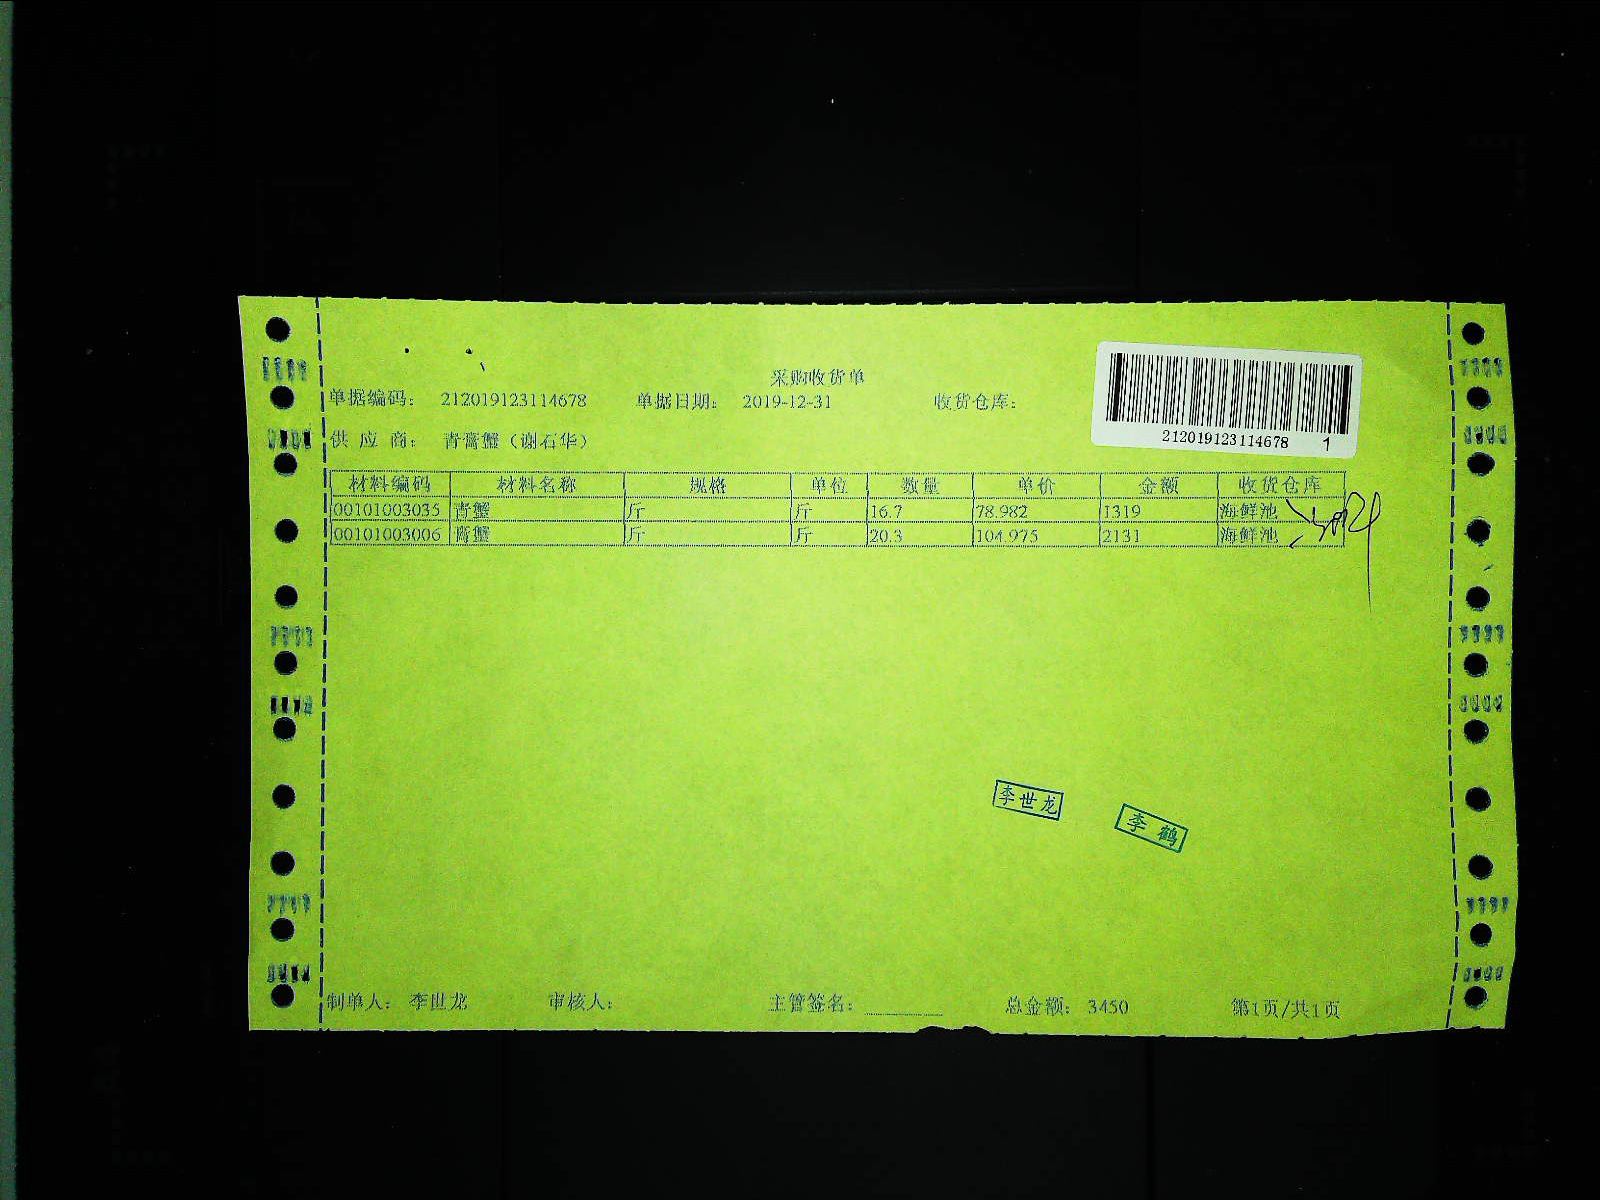 采购收货单
单据编码： 212019123114678 单据日期： 2019-12-31 收货仓库：
212019123114678 1
供 应 商： 青膏蟹（谢石华）
材料编码 材料名称 规格 单位 数量 单价 金额 收货仓库
00101003035 青蟹 斤 斤 16.7 78.982 1319 海鲜池
00101003006 膏蟹 斤 斤 20.3 104.975 2131 海鲜池
李世龙
李鹤
制单人： 李世龙 审核人： 主管签名： 总金额： 3450 第1页/共1页